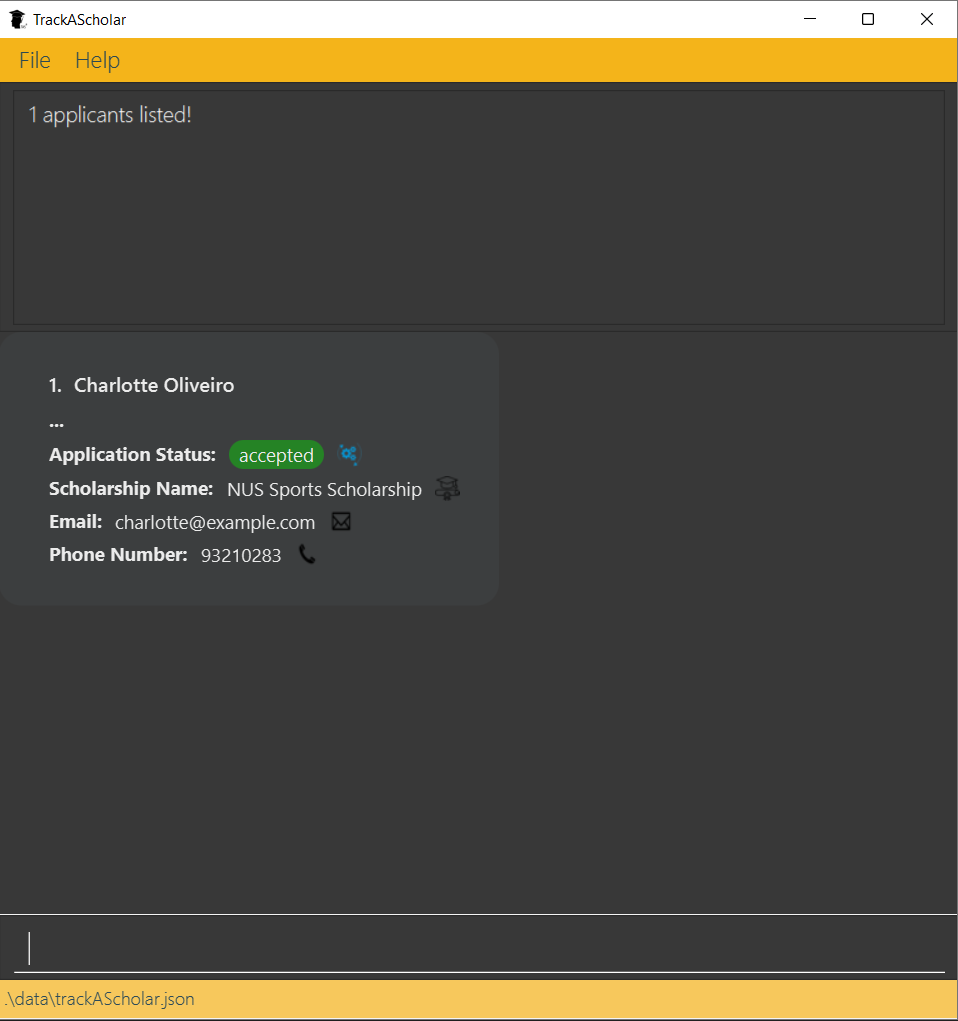 TrackAScholar
File Help
1 applicants listed!
1. Charlotte Oliveiro
...
Application Status: accepted
Scholarship Name: NUS Sports Scholarship
Email: charlotte@example.com
Phone Number: 93210283
.\data\trackAScholar.json